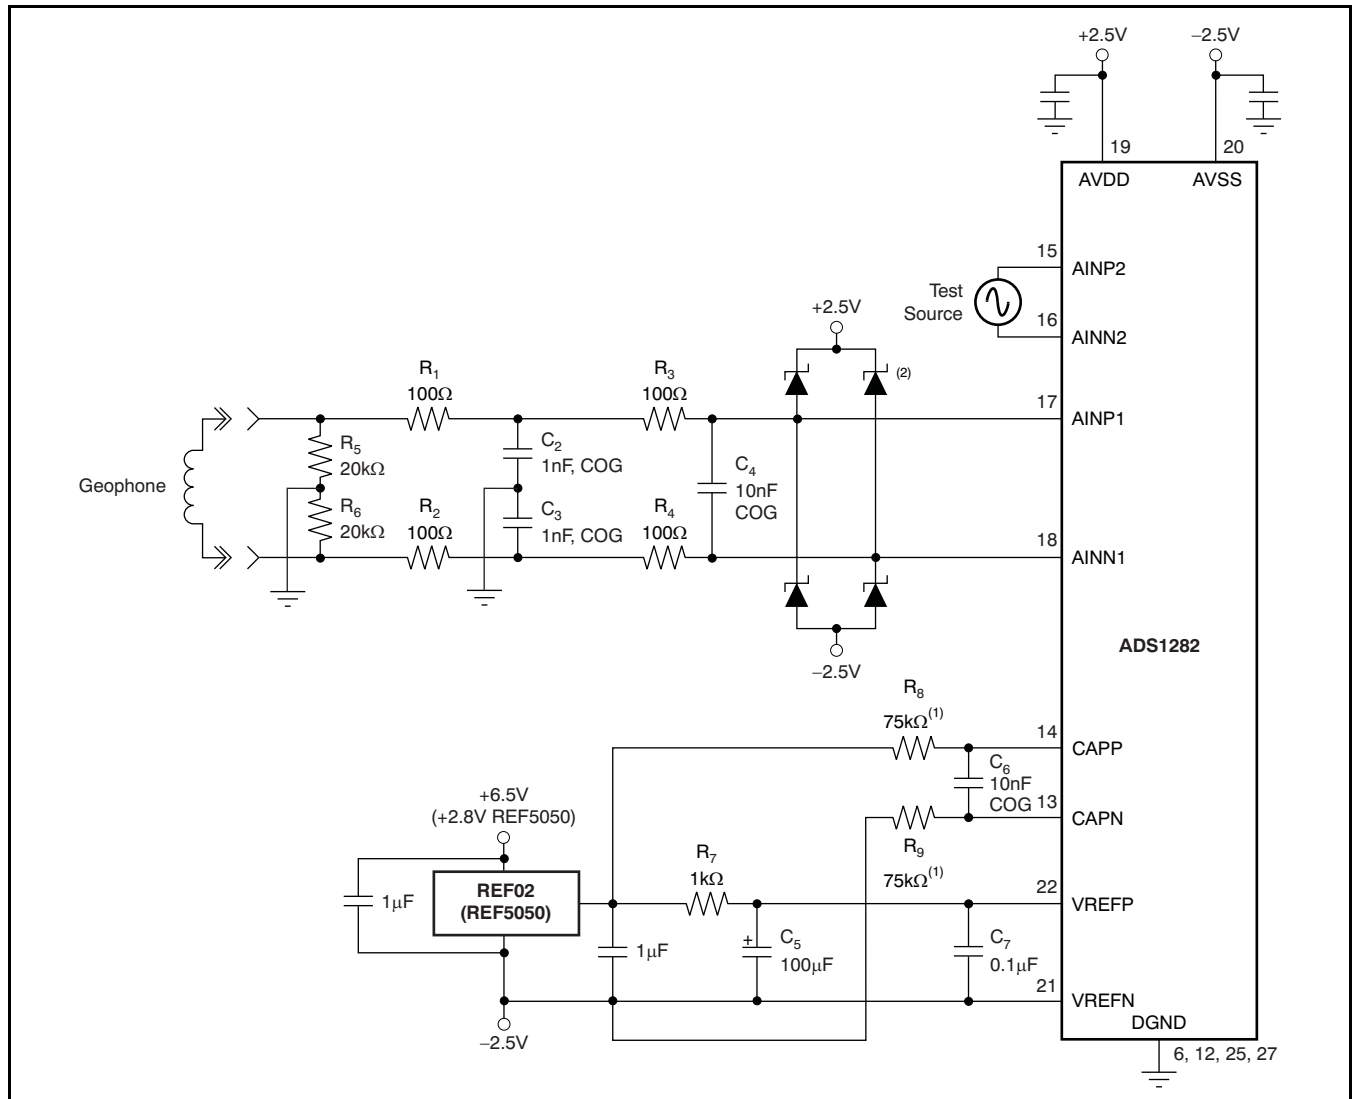 +2.5V
−2.5V
19
20
AVDD
AVSS
15
AINP2
Test
Source
16
AINN2
+2.5V
(2)
R1
100Ω
R3
100Ω
17
AINP1
R5
20kΩ
C2
1nF, COG
C4
10nF
COG
Geophone
R6
20kΩ
R2
100Ω
C3
1nF, COG
R4
100Ω
18
AINN1
−2.5V
ADS1282
R8
75kΩ(1)
14
CAPP
C6
10nF
COG
13
CAPN
R9
75kΩ(1)
+6.5V
(+2.8V REF5050)
1μF
REF02
(REF5050)
R7
1kΩ
22
VREFP
1μF
+
C5
100μF
C7
0.1μF
21
VREFN
−2.5V
DGND
6, 12, 25, 27